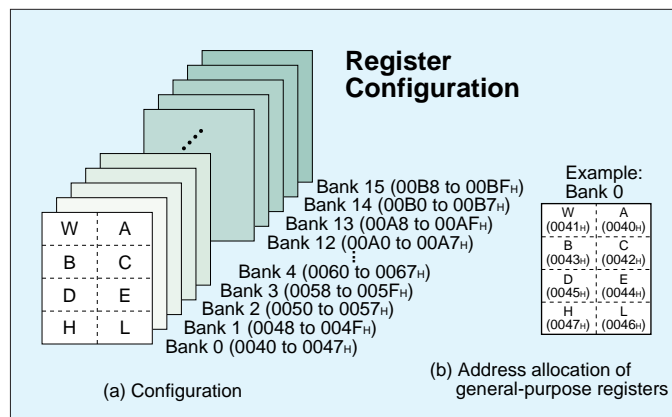 Register
Configuration
W A
B C
D E
H L
Bank 15 (00B8 to 00BFH)
Bank 14 (00B0 to 00B7H)
Bank 13 (00A8 to 00AFH)
Bank 12 (00A0 to 00A7H)
Bank 4 (0060 to 0067H)
Bank 3 (0058 to 005FH)
Bank 2 (0050 to 0057H)
Bank 1 (0048 to 004FH)
Bank 0 (0040 to 0047H)
(a) Configuration
Example:
Bank 0
W A
(0041H) (0040H)
B C
(0043H) (0042H)
D E
(0045H) (0044H)
H L
(0047H) (0046H)
(b) Address allocation of
general-purpose registers